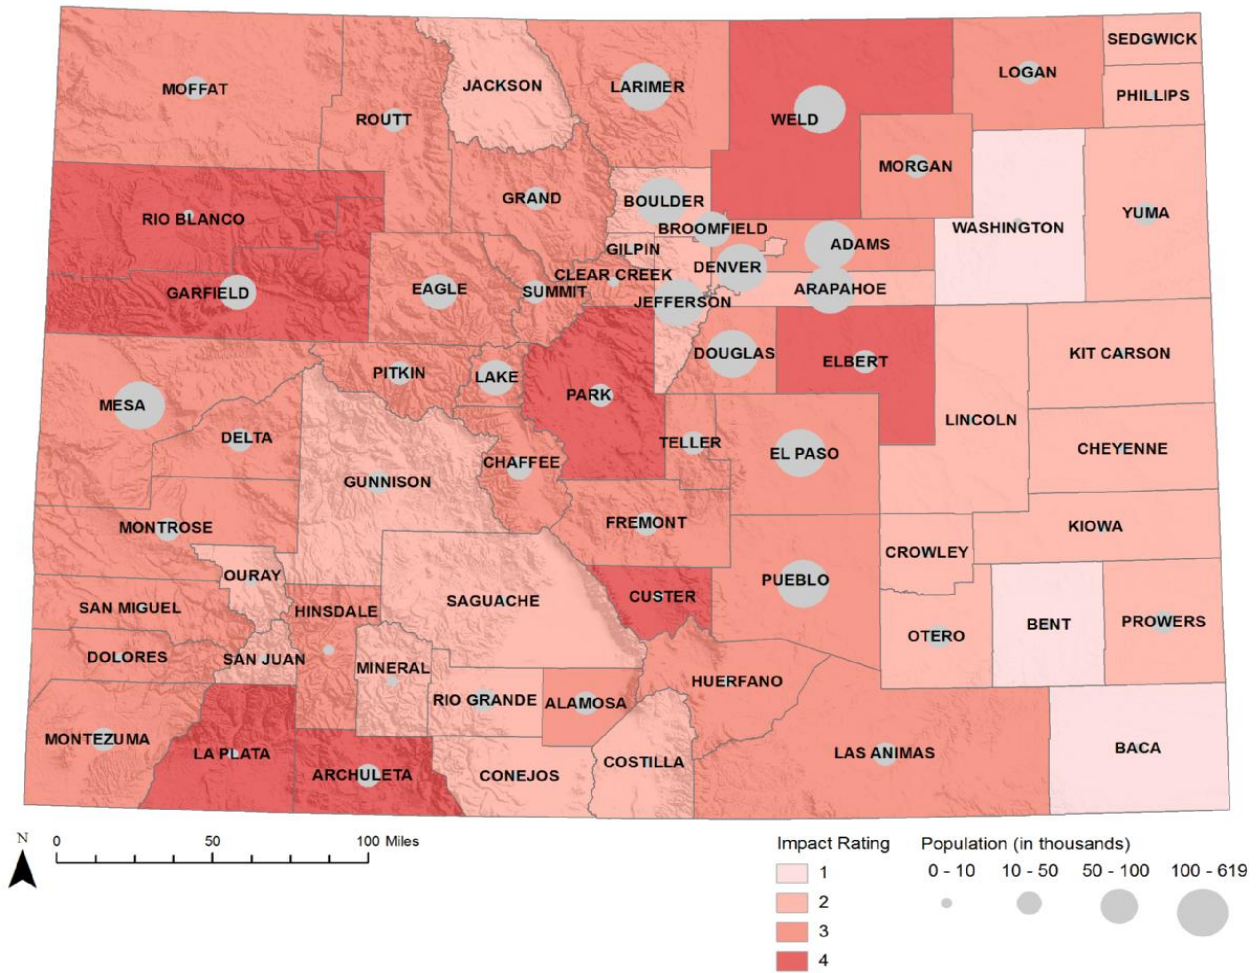 SEDGWICK
LOGAN
JACKSON
LARIMER
MOFFAT
PHILLIPS
ROUTT
WELD
MORGAN
GRAND
BOULDER
RIO BLANCO
YUMA
BROOMFIELD
WASHINGTON
GILPIN
ADAMS
DENVER
CLEAR CREEK
GARFIELD
EAGLE
SUMMIT
ARAPAHOE
JEFFERSON
DOUGLAS
KIT CARSON
ELBERT
PITKIN
LAKE
PARK
MESA
LINCOLN
DELTA
TELLER
CHEYENNE
EL PASO
CHAFFEE
GUNNISON
FREMONT
MONTROSE
KIOWA
CROWLEY
OURAY
PUEBLO
CUSTER
SAGUACHE
SAN MIGUEL
HINSDALE
PROWERS
BENT
OTERO
DOLORES
SAN JUAN
MINERAL
HUERFANO
RIO GRANDE
ALAMOSA
MONTEZUMA
LA PLATA
LAS ANIMAS
BACA
COSTILLA
ARCHULETA
CONEJOS
N
0 50 100 Miles
Impact Rating
1
2
3
4
Population (in thousands)
0 - 10 10 - 50 50 - 100 100 - 619